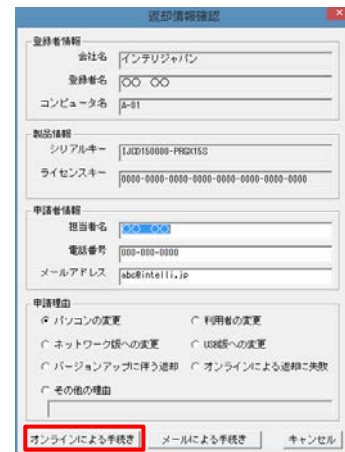 返却情報確認
登録者情報
会社名 インテリジャパン
登録者名 〇〇 〇〇
コンピュータ名 A-01
製品情報
シリアルキー IJCD150000-PRGX15S
ライセンスキー 0000-0000-0000-0000-0000-0000-0000
申請者情報
担当者名 〇〇 〇〇
電話番号 000-000-0000
メールアドレス abc@intelli.jp
申請理由
パソコンの変更 利用者の変更
ネットワーク版への変更 USB版への変更
バージョンアップに伴う返却 オンラインによる返却に失敗
その他の理由
オンラインによる手続き メールによる手続き キャンセル